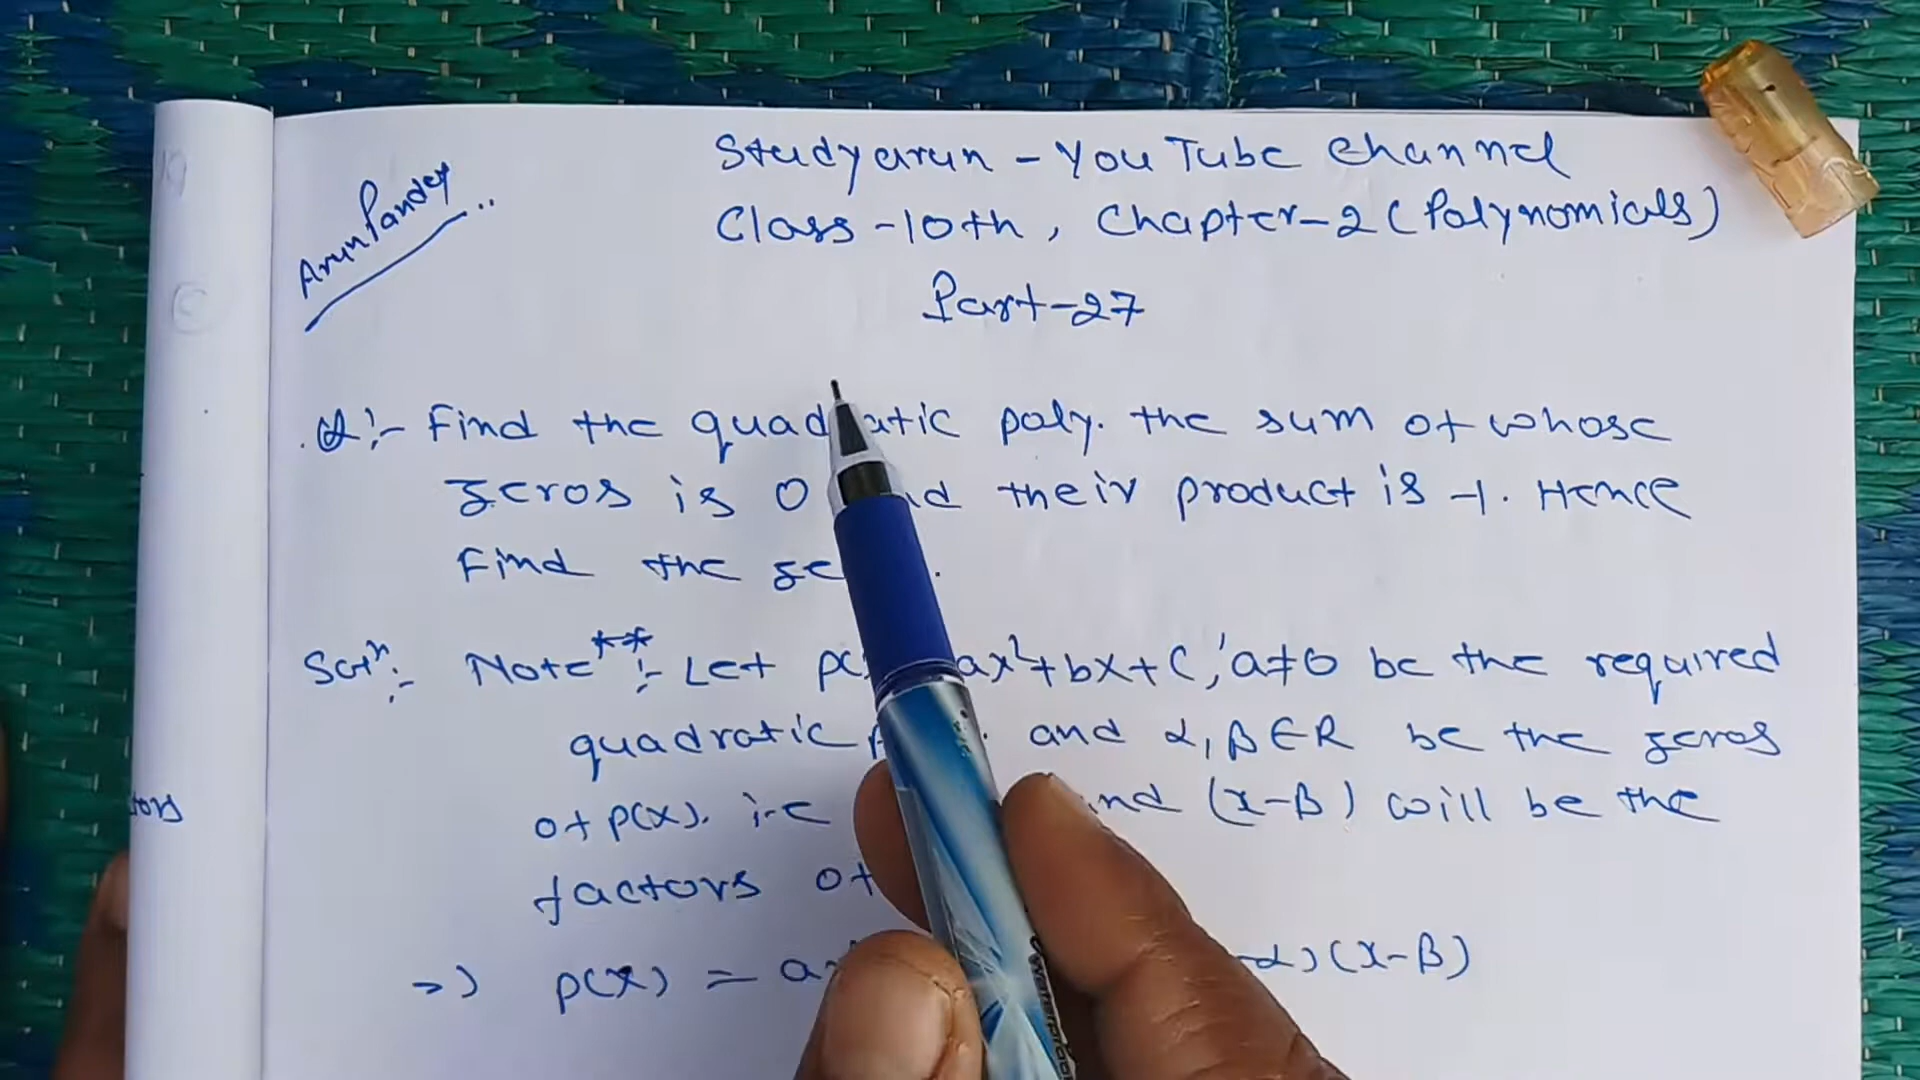 Arun Pandey
Studyarun - YouTube Channel
Class -10th, Chapter-2 (Polynomials)
Part-27
Q:- Find the quadratic poly. the sum of whose
zeros is 0 and their product is -1. Hence
find the
Sol^n:- Note**:- Let ax²+bx+c, a≠0 be the required
quadratic and α, β∈R be the zeros
of p(x). i.e and (x-β) will be the
factors of
=> p(x) = (x-β)